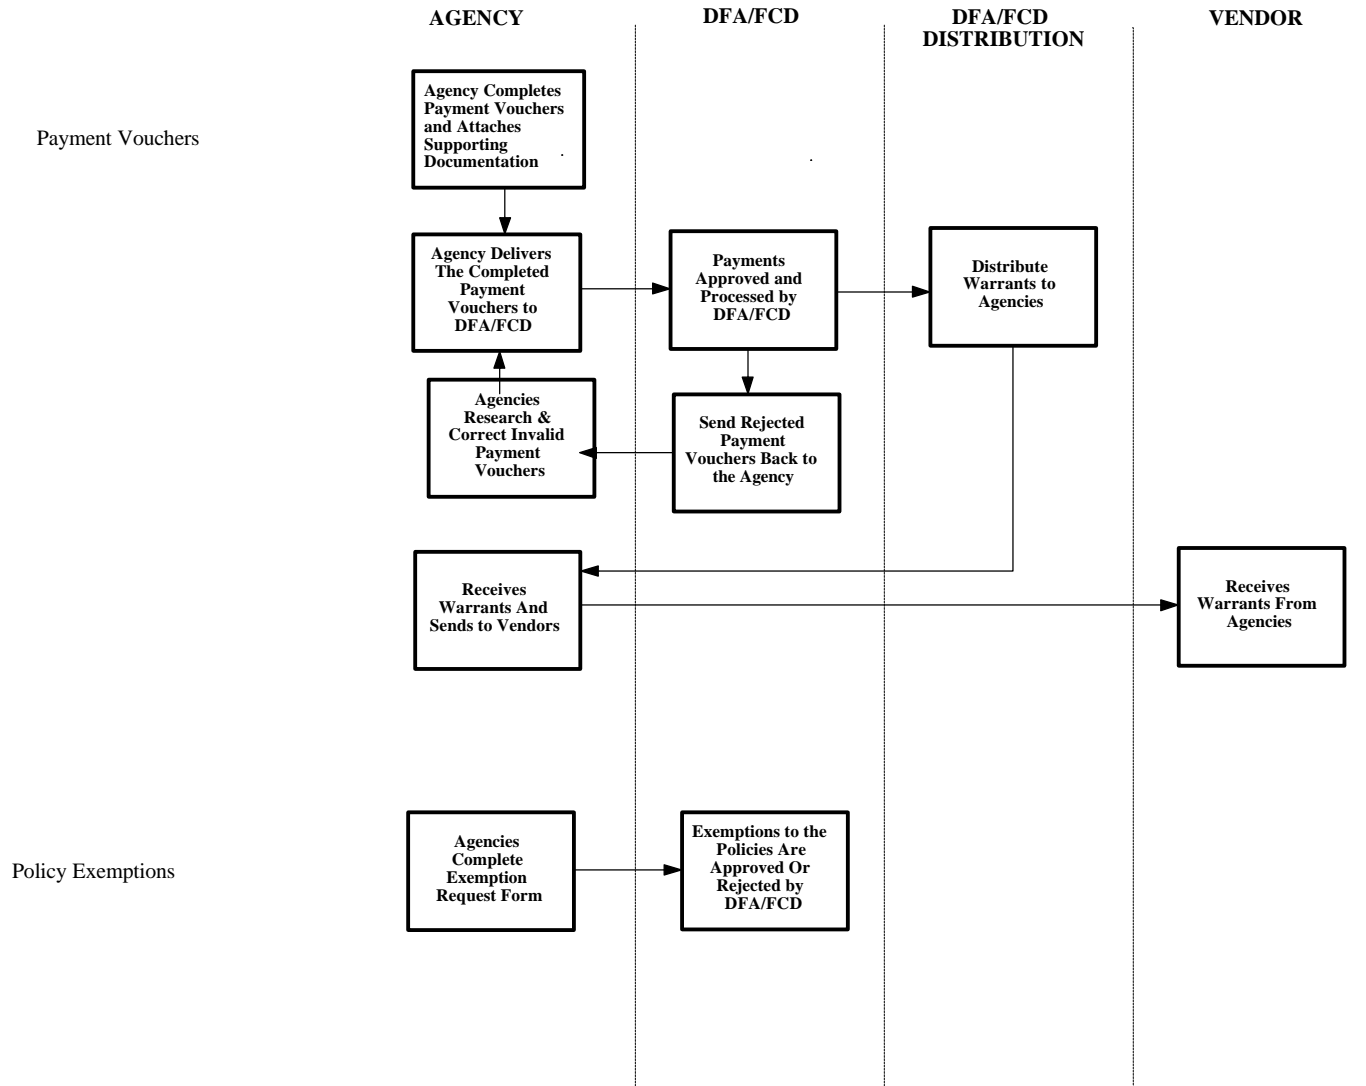 AGENCY
DFA/FCD
DFA/FCD
DISTRIBUTION
VENDOR
Payment Vouchers
Agency Completes
Payment Vouchers
and Attaches
Supporting
Documentation
.
.
Agency Delivers
The Completed
Payment
Vouchers to
DFA/FCD
Payments
Approved and
Processed by
DFA/FCD
Distribute
Warrants to
Agencies
Agencies
Research &
Correct Invalid
Payment
Vouchers
Send Rejected
Payment
Vouchers Back to
the Agency
Receives
Warrants And
Sends to Vendors
Receives
Warrants From
Agencies
Policy Exemptions
Agencies
Complete
Exemption
Request Form
Exemptions to the
Policies Are
Approved Or
Rejected by
DFA/FCD